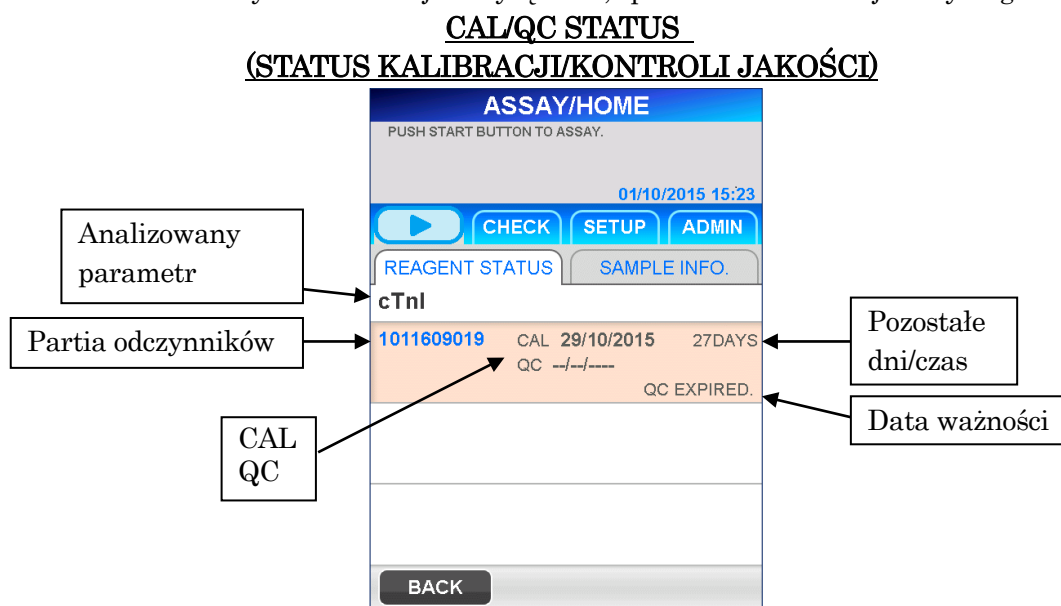 CAL/QC STATUS
(STATUS KALIBRACJI/KONTROLI JAKOŚCI)
ASSAY/HOME
PUSH START BUTTON TO ASSAY.
01/10/2015 15:23
CHECK SETUP ADMIN
REAGENT STATUS SAMPLE INFO.
Analizowany
parametr
cTnI
Partia odczynników
1011609019 CAL 29/10/2015 27DAYS
QC --/--/----
QC EXPIRED.
Pozostałe
dni/czas
Data ważności
CAL
QC
BACK